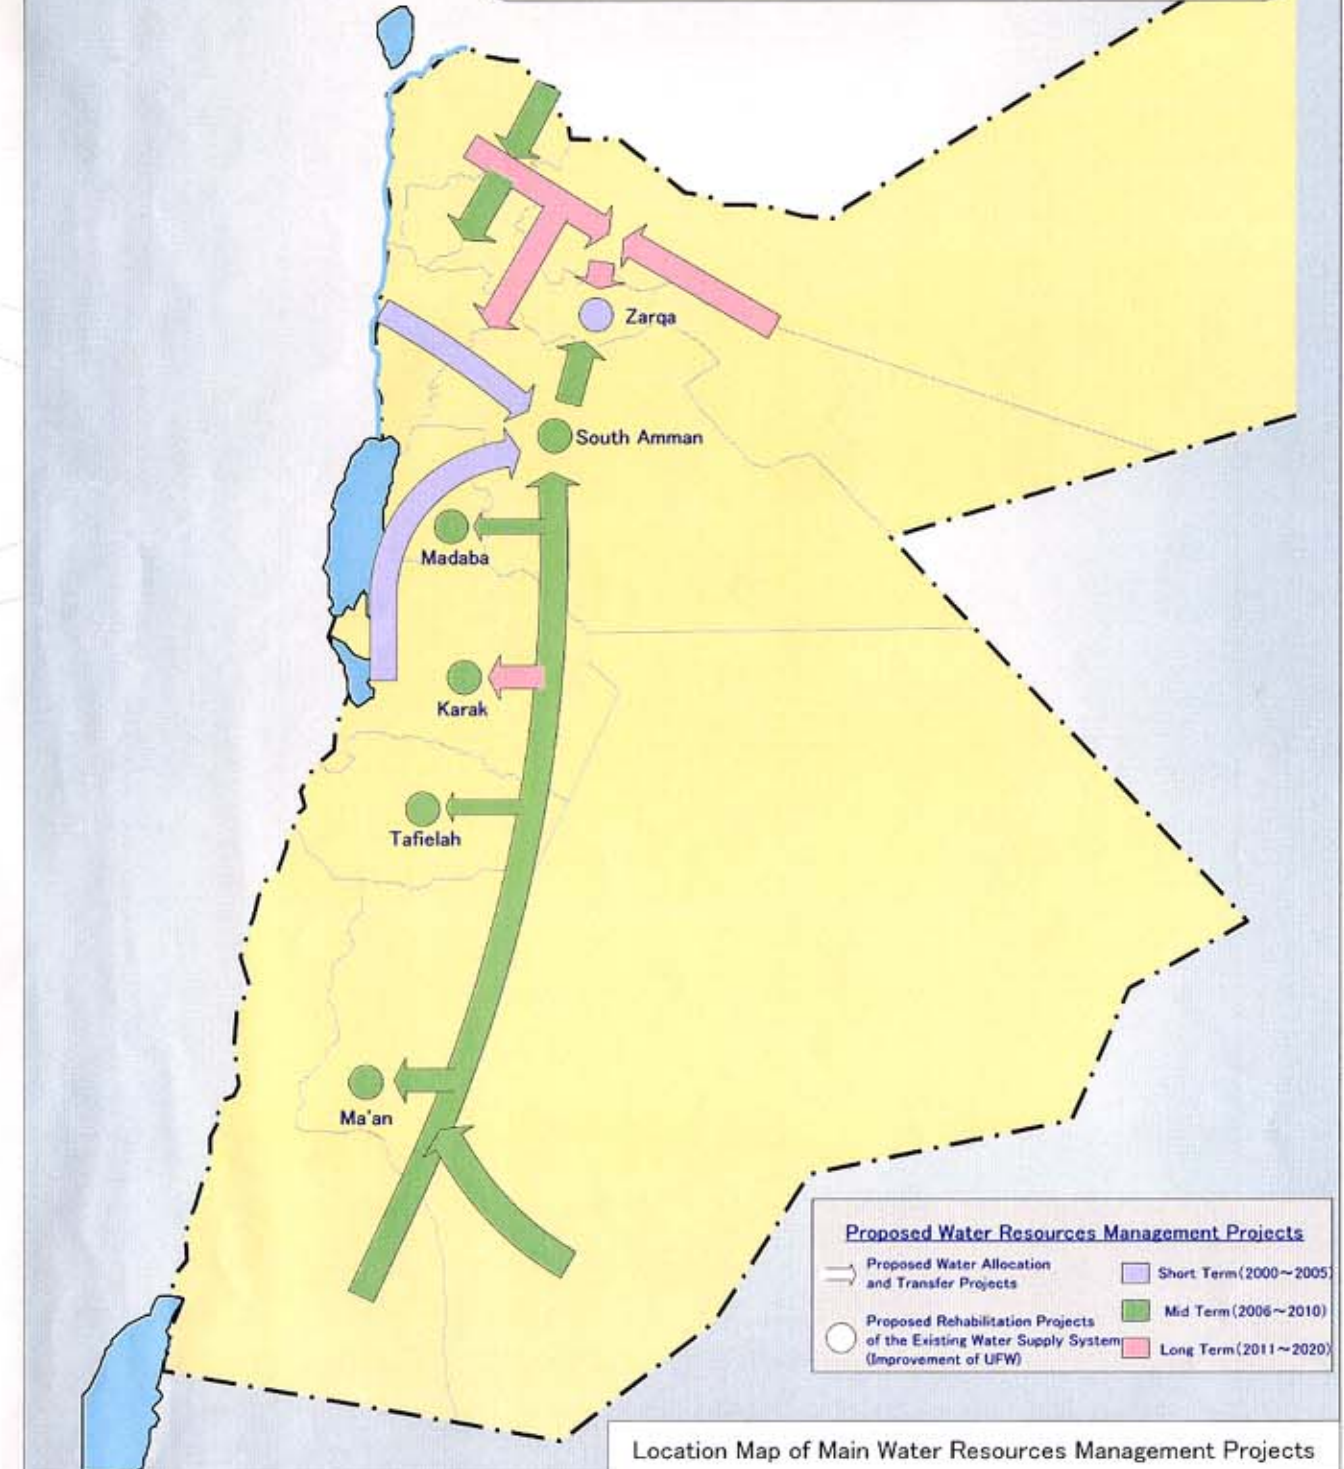 Zarqa
South Amman
Madaba
Karak
Tafielah
Ma'an
Proposed Water Resources Management Projects
Proposed Water Allocation
and Transfer Projects
Proposed Rehabilitation Projects
of the Existing Water Supply System
(Improvement of UFW)
Short Term(2000~2005)
Mid Term(2006~2010)
Long Term(2011~2020)
Location Map of Main Water Resources Management Projects